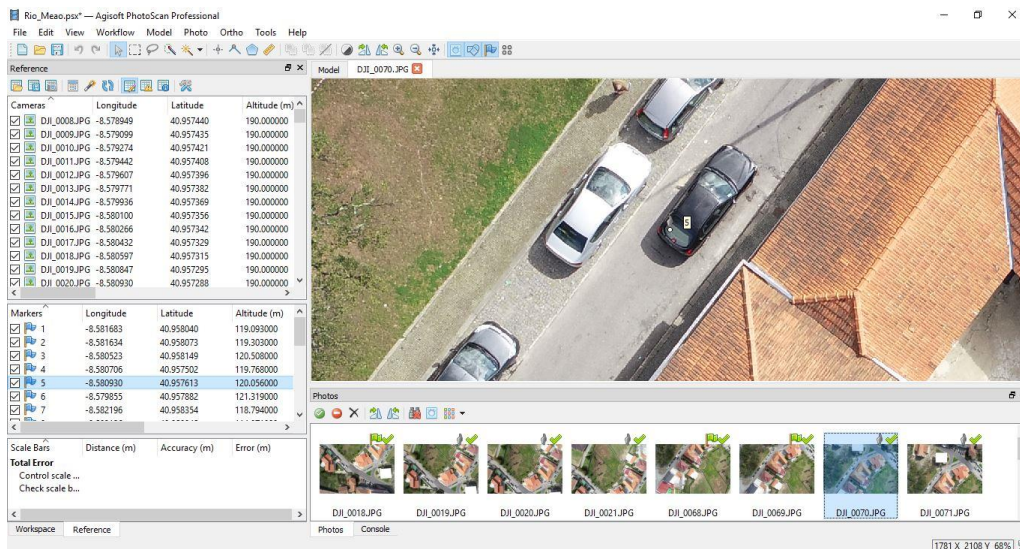 Rio_Meao.psx* — Agisoft PhotoScan Professional
File Edit View Workflow Model Photo Ortho Tools Help
Reference
Model DJI_0070.JPG
Cameras Longitude Latitude Altitude (m)
DJI_0008.JPG -8.578949 40.957440 190.000000
DJI_0009.JPG -8.579099 40.957435 190.000000
DJI_0010.JPG -8.579274 40.957421 190.000000
DJI_0011.JPG -8.579442 40.957408 190.000000
DJI_0012.JPG -8.579607 40.957396 190.000000
DJI_0013.JPG -8.579771 40.957382 190.000000
DJI_0014.JPG -8.579936 40.957369 190.000000
DJI_0015.JPG -8.580100 40.957356 190.000000
DJI_0016.JPG -8.580266 40.957342 190.000000
DJI_0017.JPG -8.580432 40.957329 190.000000
DJI_0018.JPG -8.580597 40.957315 190.000000
DJI_0019.JPG -8.580847 40.957295 190.000000
DJI_0020.JPG -8.580930 40.957288 190.000000
5
Markers Longitude Latitude Altitude (m)
1 -8.581683 40.958040 119.093000
2 -8.581634 40.958073 119.303000
3 -8.580523 40.958149 120.508000
4 -8.580706 40.957502 119.768000
5 -8.580930 40.957613 120.056000
6 -8.579855 40.957882 121.319000
7 -8.582196 40.958354 118.794000
Photos
Scale Bars Distance (m) Accuracy (m) Error (m)
Total Error
Control scale ...
Check scale b...
DJI_0018.JPG DJI_0019.JPG DJI_0020.JPG DJI_0021.JPG DJI_0068.JPG DJI_0069.JPG DJI_0070.JPG DJI_0071.JPG
Workspace Reference
Photos Console
1781 X 2108 Y 68%